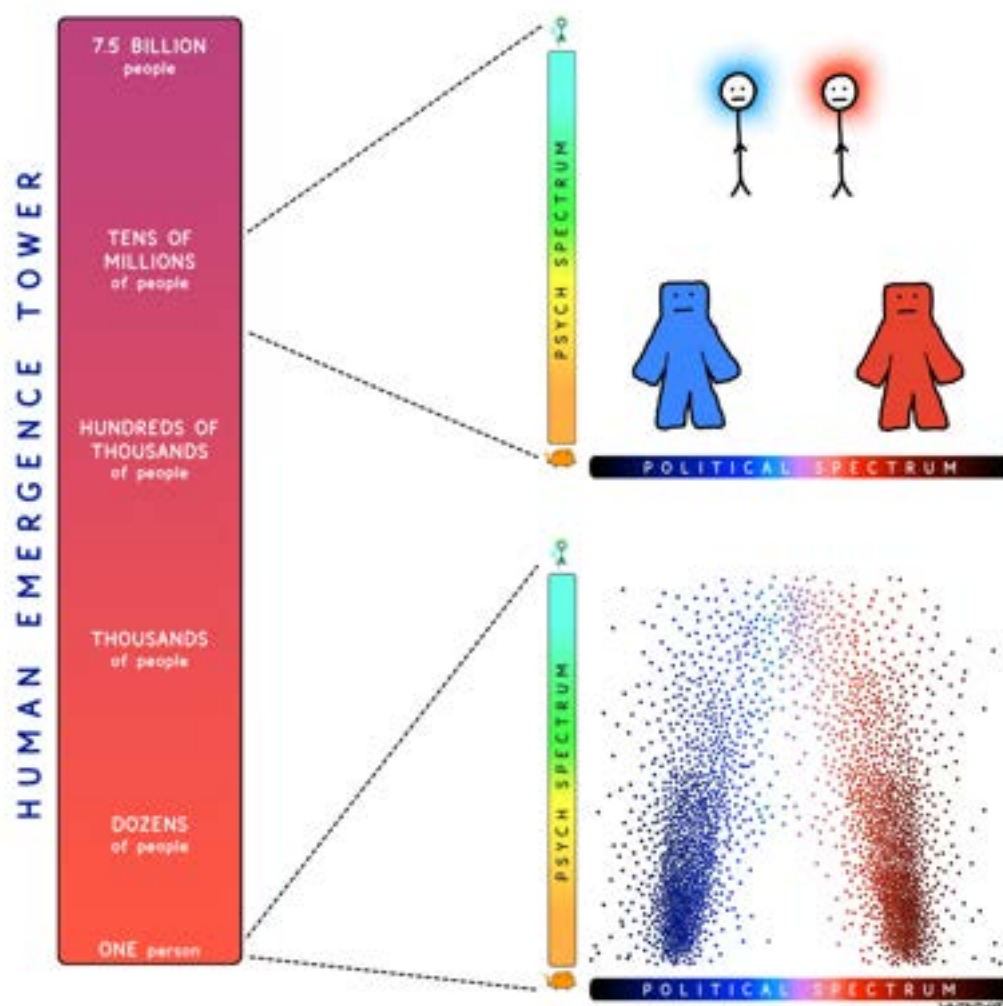 HUMAN EMERGENCE TOWER
7.5 BILLION
people
TENS OF
MILLIONS
of people
HUNDREDS OF
THOUSANDS
of people
THOUSANDS
of people
DOZENS
of people
ONE person
PSYCH SPECTRUM
POLITICAL SPECTRUM
PSYCH SPECTRUM
POLITICAL SPECTRUM